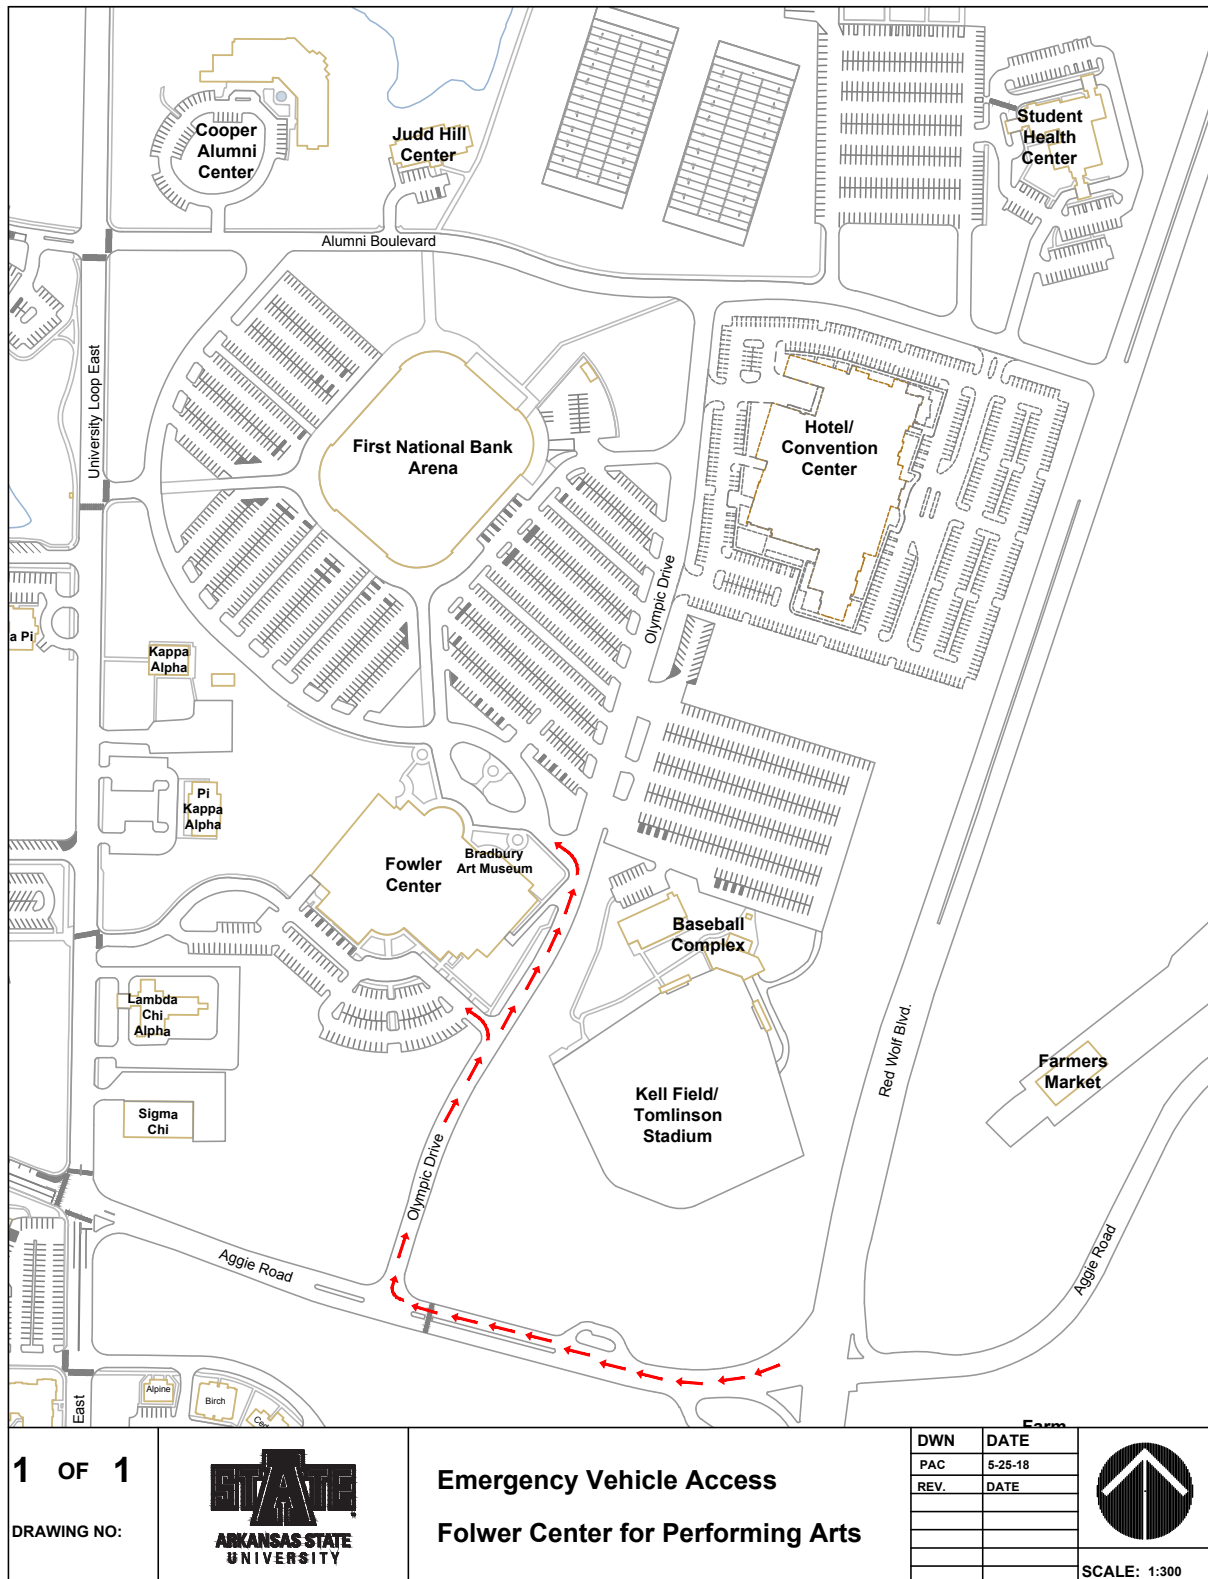 Cooper
Alumni
Center
Judd Hill
Center
Student
Health
Center
Alumni Boulevard
University Loop East
First National Bank
Arena
Hotel/
Convention
Center
Olympic Drive
a Pi
Kappa
Alpha
Pi
Kappa
Alpha
Fowler
Center
Bradbury
Art Museum
Baseball
Complex
Lambda
Chi
Alpha
Red Wolf Blvd.
Farmers
Market
Kell Field/
Tomlinson
Stadium
Sigma
Chi
Olympic Drive
Aggie Road
Aggie Road
Alpine
Birch
East
Farm
1 OF 1
DRAWING NO:
STATE
ARKANSAS STATE
UNIVERSITY
Emergency Vehicle Access
Folwer Center for Performing Arts
DWN DATE
PAC 5-25-18
REV. DATE
SCALE: 1:300